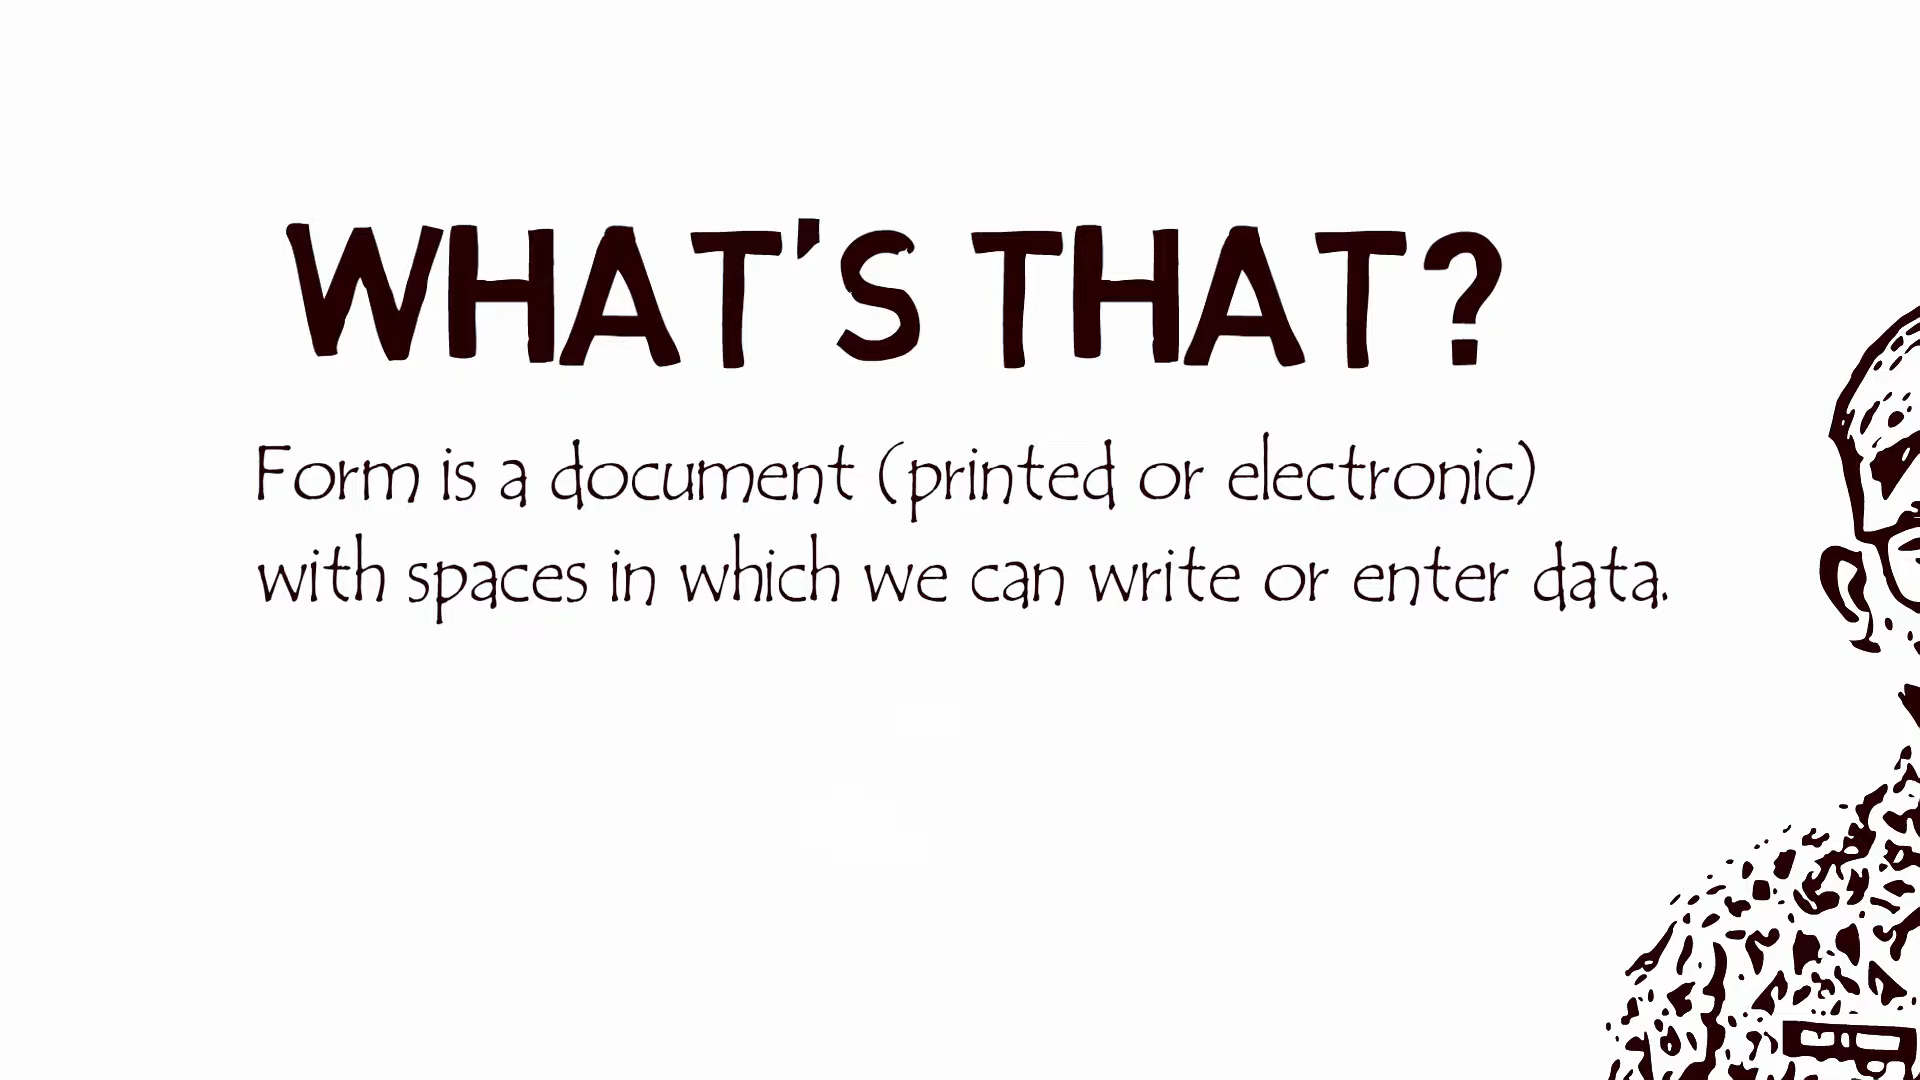 WHAT'S THAT?
Form is a document (printed or electronic)
with spaces in which we can write or enter data.